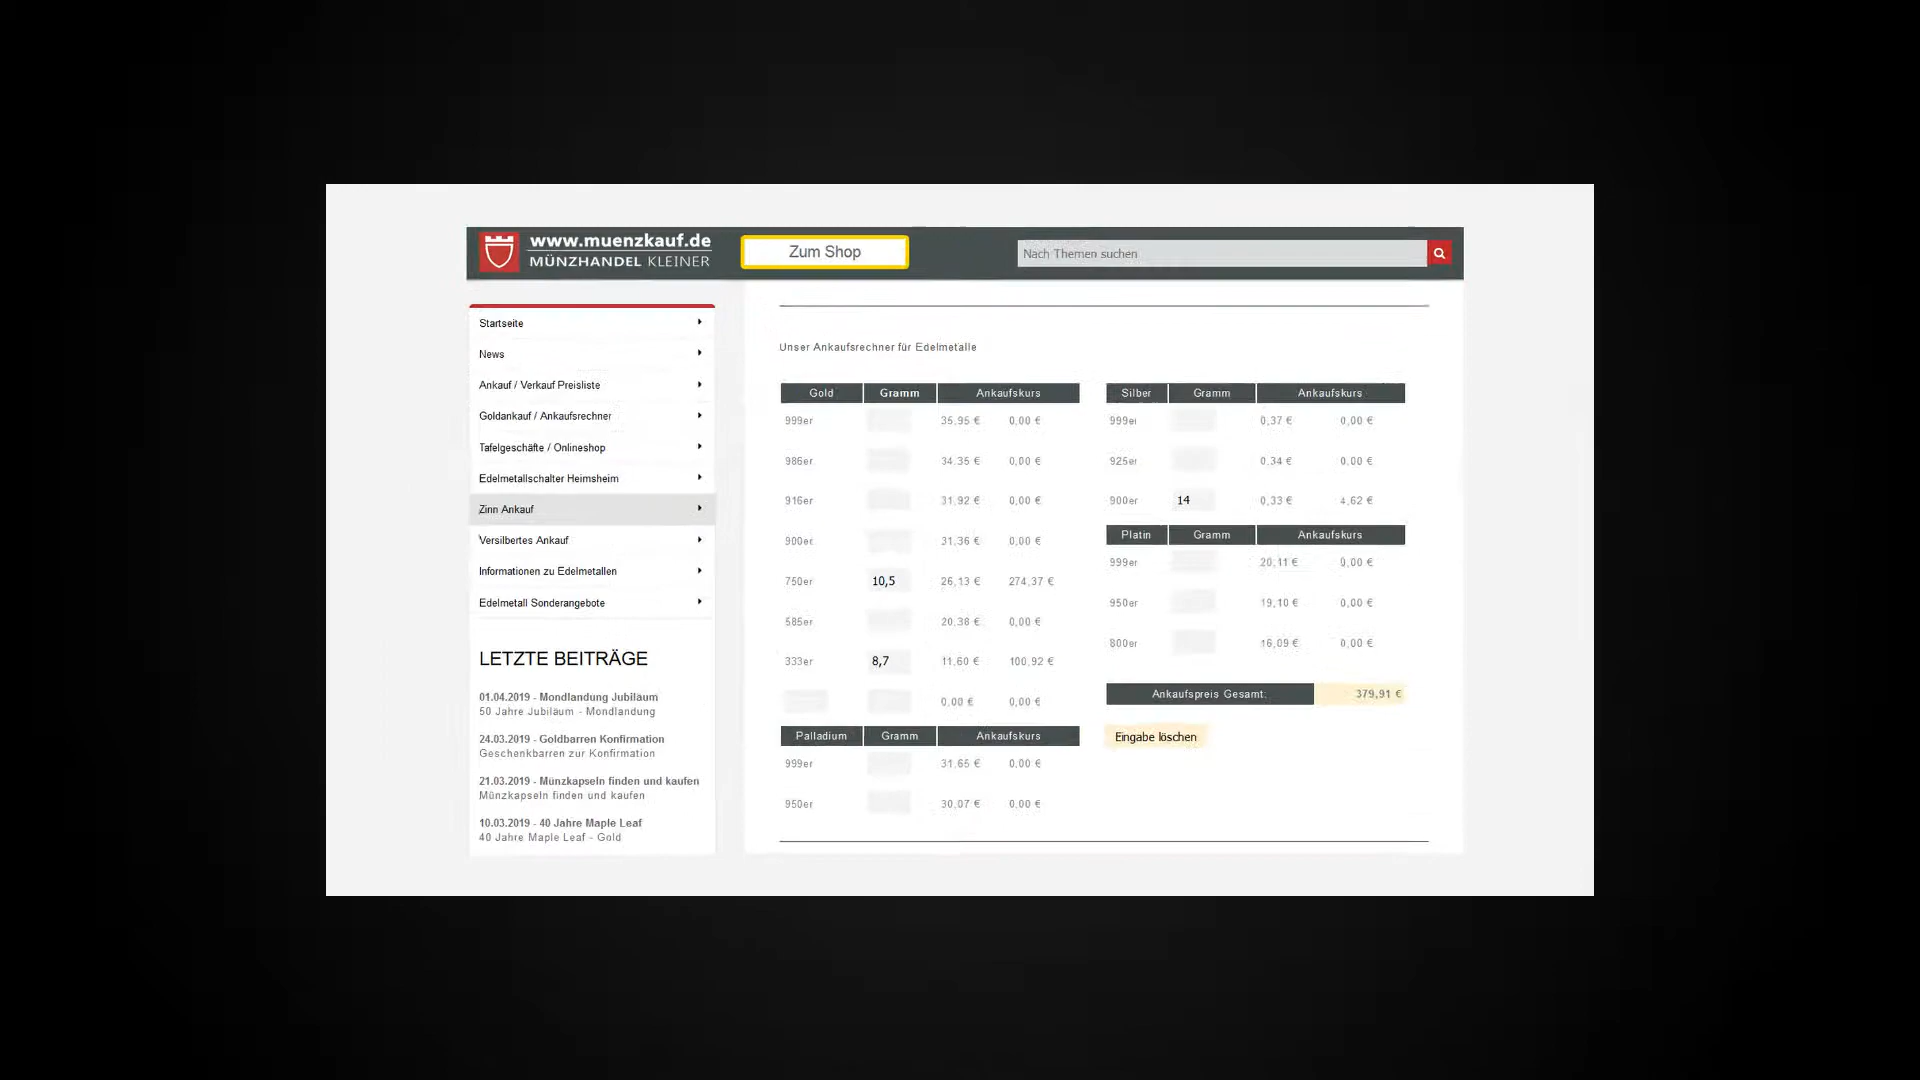 www.muenzkauf.de
MÜNZHANDEL KLEINER
Zum Shop
Nach Themen suchen
Startseite
News
Ankauf / Verkauf Preisliste
Goldankauf / Ankaufsrechner
Tafelgeschäfte / Onlineshop
Edelmetallschalter Heimsheim
Zinn Ankauf
Versilbertes Ankauf
Informationen zu Edelmetallen
Edelmetall Sonderangebote
LETZTE BEITRÄGE
01.04.2019 - Mondlandung Jubiläum
50 Jahre Jubiläum - Mondlandung
24.03.2019 - Goldbarren Konfirmation
Geschenkbarren zur Konfirmation
21.03.2019 - Münzkapseln finden und kaufen
Münzkapseln finden und kaufen
10.03.2019 - 40 Jahre Maple Leaf
40 Jahre Maple Leaf - Gold
Unser Ankaufsrechner für Edelmetalle
Gold Gramm Ankaufskurs
999er 35,95 € 0,00 €
986er 34,35 € 0,00 €
916er 31,92 € 0,00 €
900er 31,36 € 0,00 €
750er 10,5 26,13 € 274,37 €
585er 20,38 € 0,00 €
333er 8,7 11,60 € 100,92 €
0,00 € 0,00 €
Palladium Gramm Ankaufskurs
999er 31,65 € 0,00 €
950er 30,07 € 0,00 €
Silber Gramm Ankaufskurs
999er 0,37 € 0,00 €
925er 0,34 € 0,00 €
900er 14 0,33 € 4,62 €
Platin Gramm Ankaufskurs
999er 20,11 € 0,00 €
950er 19,10 € 0,00 €
800er 16,09 € 0,00 €
Ankaufspreis Gesamt: 379,91 €
Eingabe löschen